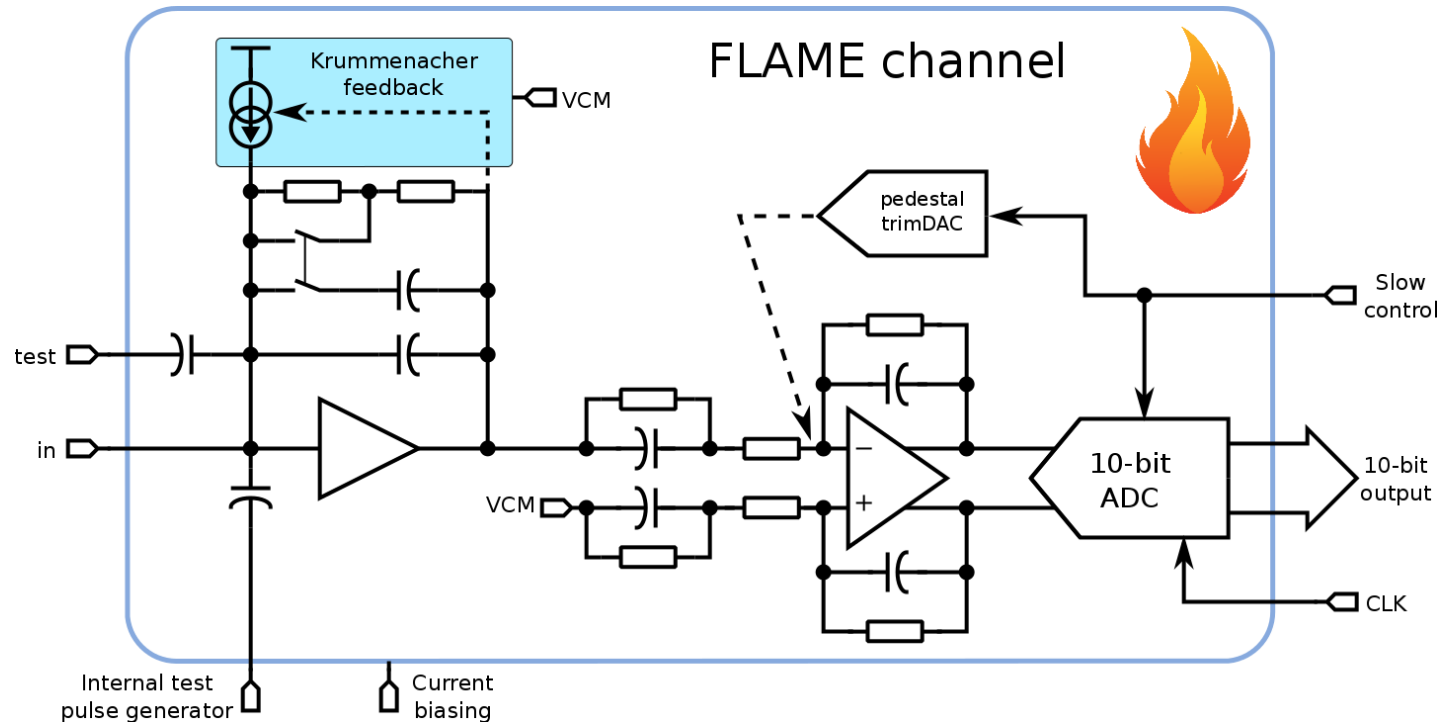 FLAME channel
Krummenacher
feedback
VCM
pedestal
trimDAC
Slow
control
test
in
VCM
−
+
10-bit
ADC
10-bit
output
CLK
Internal test
pulse generator
Current
biasing